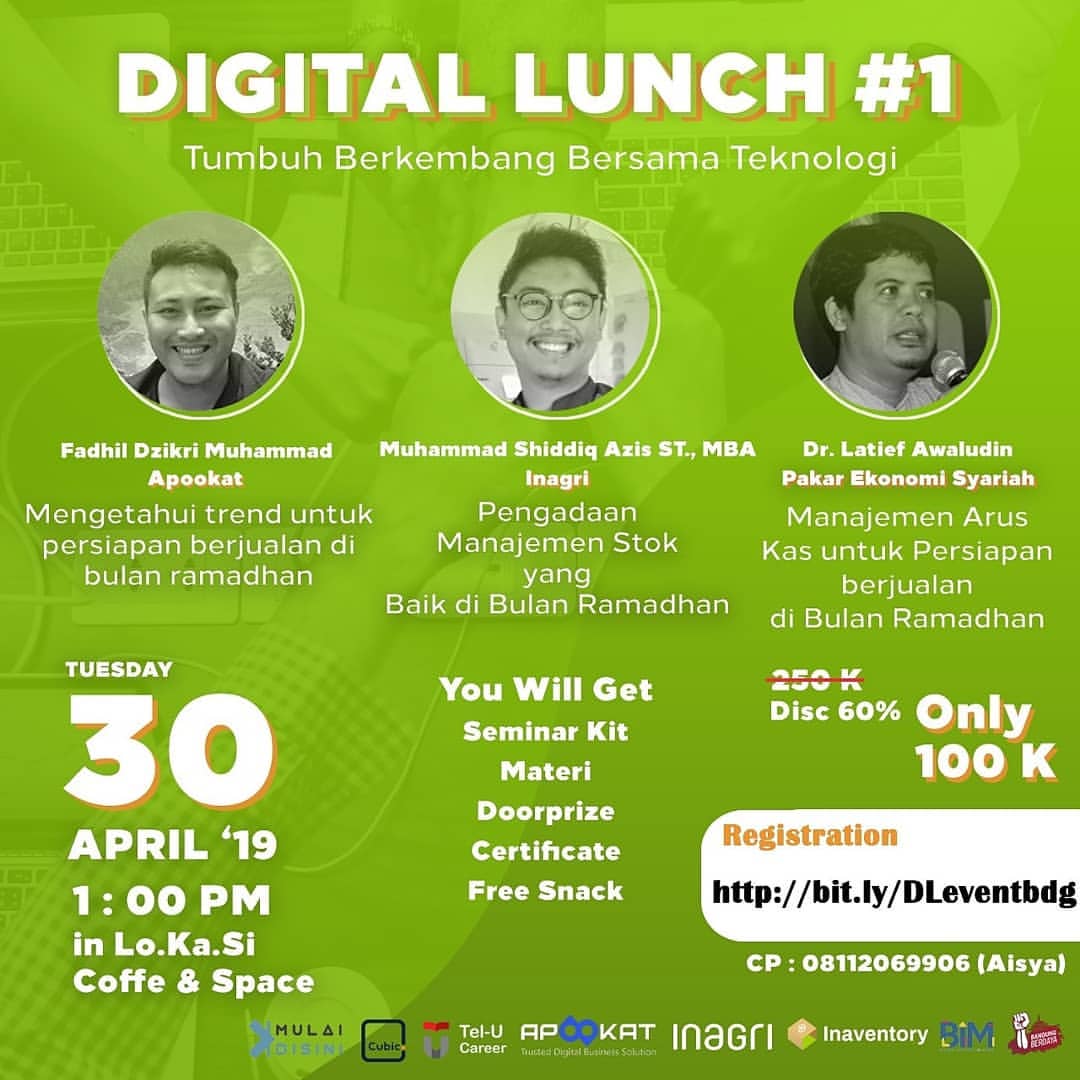 DIGITAL LUNCH #1
Tumbuh Berkembang Bersama Teknologi
Fadhil Dzikri Muhammad
Apookat
Mengetahui trend untuk
persiapan berjualan di
bulan ramadhan
Muhammad Shiddiq Azis ST., MBA
Inagri
Pengadaan
Manajemen Stok
yang
Baik di Bulan Ramadhan
Dr. Latief Awaludin
Pakar Ekonomi Syariah
Manajemen Arus
Kas untuk Persiapan
berjualan
di Bulan Ramadhan
TUESDAY
30
APRIL ‘19
1 : 00 PM
in Lo.Ka.Si
Coffe & Space
You Will Get
Seminar Kit
Materi
Doorprize
Certificate
Free Snack
250 K
Disc 60%
Only
100 K
Registration
http://bit.ly/DLeventbdg
CP : 08112069906 (Aisya)
MULAI
DISINI
Cubic
Tel-U
Career
APOOKAT
Trusted Digital Business Solution
INAGRI
Inaventory
BIM
BANDUNG
BERDAYA